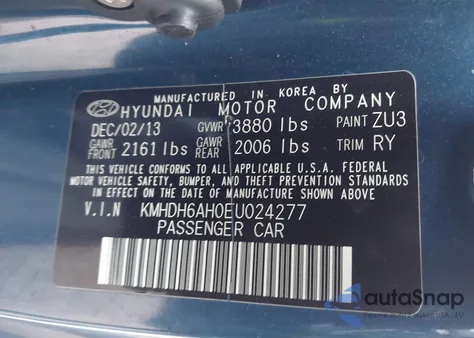 MANUFACTURED IN KOREA BY
HYUNDAI MOTOR COMPANY
DEC/02/13 GVWR 3880 lbs PAINT ZU3
GAWR FRONT 2161 lbs GAWR REAR 2006 lbs TRIM RY
THIS VEHICLE CONFORMS TO ALL APPLICABLE U.S.A. FEDERAL
MOTOR VEHICLE SAFETY, BUMPER, AND THEFT PREVENTION STANDARDS
IN EFFECT ON THE DATE OF MANUFACTURE SHOWN ABOVE.
V.I.N KMHDH6AH0EU024277
PASSENGER CAR
autoSnap